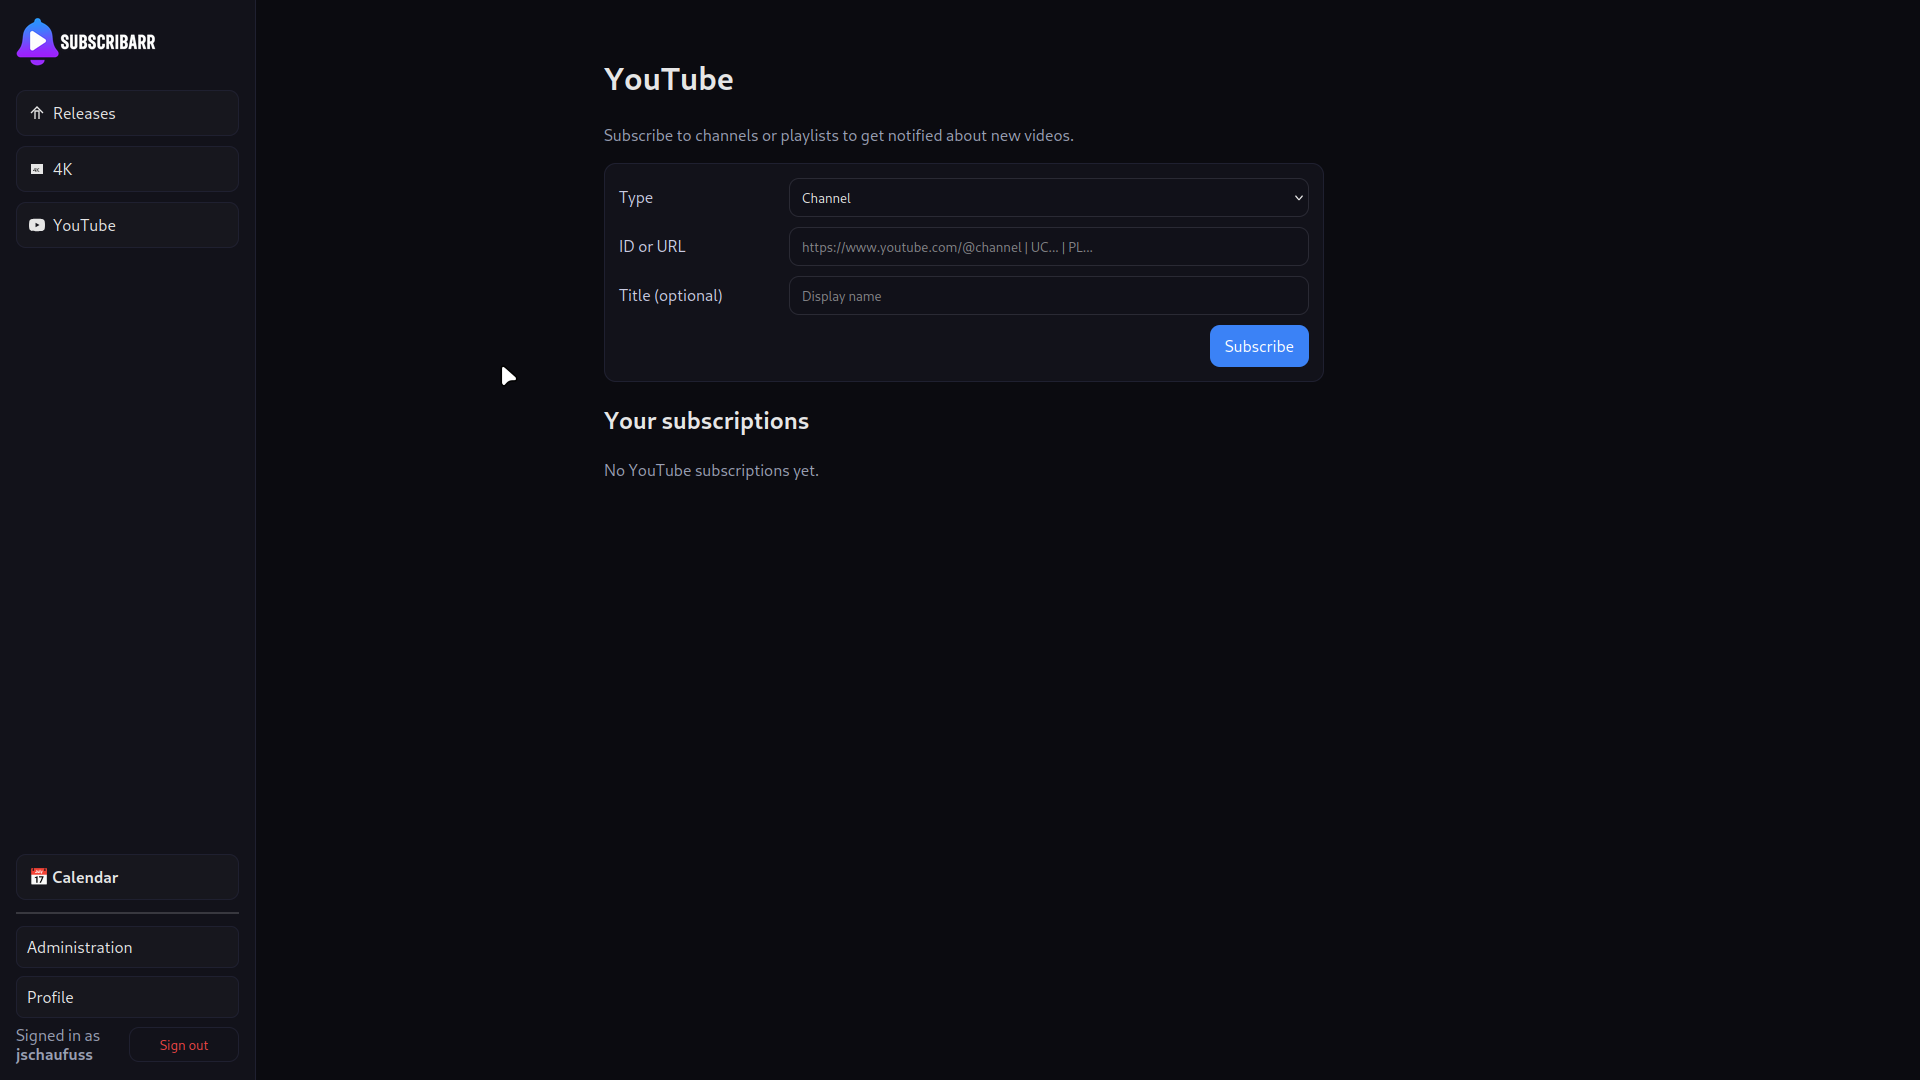 SUBSCRIBARR
Releases
4K
YouTube
Calendar
Administration
Profile
Signed in as
jschaufuss
Sign out
YouTube
Subscribe to channels or playlists to get notified about new videos.
Type
Channel
ID or URL
https://www.youtube.com/@channel | UC... | PL...
Title (optional)
Display name
Subscribe
Your subscriptions
No YouTube subscriptions yet.